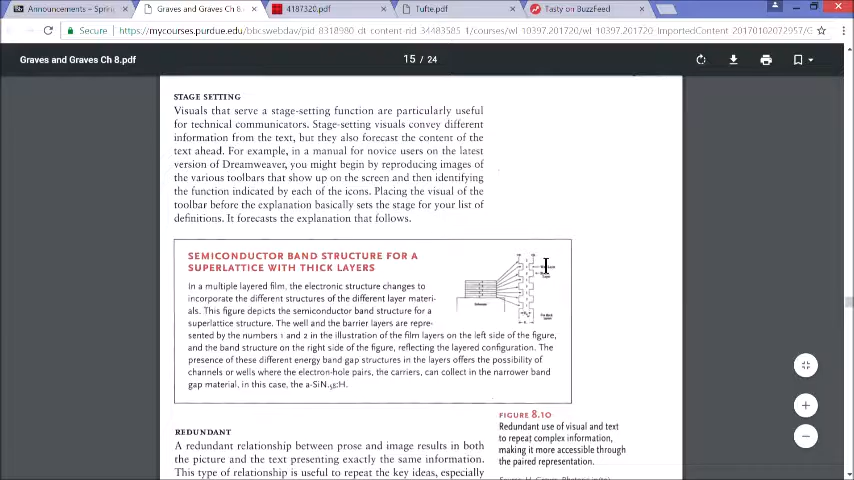 Announcements – Spring
Graves and Graves Ch 8.
4187320.pdf
Tufte.pdf
Tasty on BuzzFeed
Secure
https://mycourses.purdue.edu/bbcswebdav/pid-8318980-dt-content-rid-34483585_1/courses/wl_10397.201720/wl_10397.201720_ImportedContent_20170102072957/G
Graves and Graves Ch 8.pdf
15 / 24
STAGE SETTING
Visuals that serve a stage-setting function are particularly useful
for technical communicators. Stage-setting visuals convey different
information from the text, but they also forecast the content of the
text ahead. For example, in a manual for novice users on the latest
version of Dreamweaver, you might begin by reproducing images of
the various toolbars that show up on the screen and then identifying
the function indicated by each of the icons. Placing the visual of the
toolbar before the explanation basically sets the stage for your list of
definitions. It forecasts the explanation that follows.
SEMICONDUCTOR BAND STRUCTURE FOR A
SUPERLATTICE WITH THICK LAYERS
In a multiple layered film, the electronic structure changes to
incorporate the different structures of the different layer materi-
als. This figure depicts the semiconductor band structure for a
superlattice structure. The well and the barrier layers are repre-
sented by the numbers 1 and 2 in the illustration of the film layers on the left side of the figure,
and the band structure on the right side of the figure, reflecting the layered configuration. The
presence of these different energy band gap structures in the layers offers the possibility of
channels or wells where the electron-hole pairs, the carriers, can collect in the narrower band
gap material, in this case, the a-SiN.58:H.
REDUNDANT
A redundant relationship between prose and image results in both
the picture and the text presenting exactly the same information.
This type of relationship is useful to repeat the key ideas, especially
FIGURE 8.10
Redundant use of visual and text
to repeat complex information,
making it more accessible through
the paired representation.